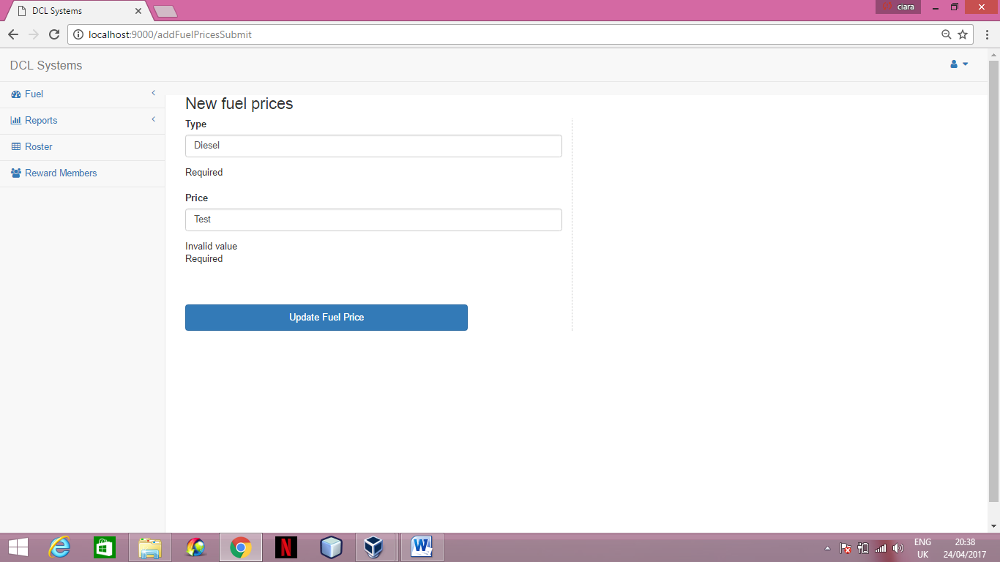 DCL Systems
ciara
localhost:9000/addFuelPricesSubmit
DCL Systems
Fuel
Reports
Roster
Reward Members
New fuel prices
Type
Diesel
Required
Price
Test
Invalid value
Required
Update Fuel Price
ENG
UK
20:38
24/04/2017